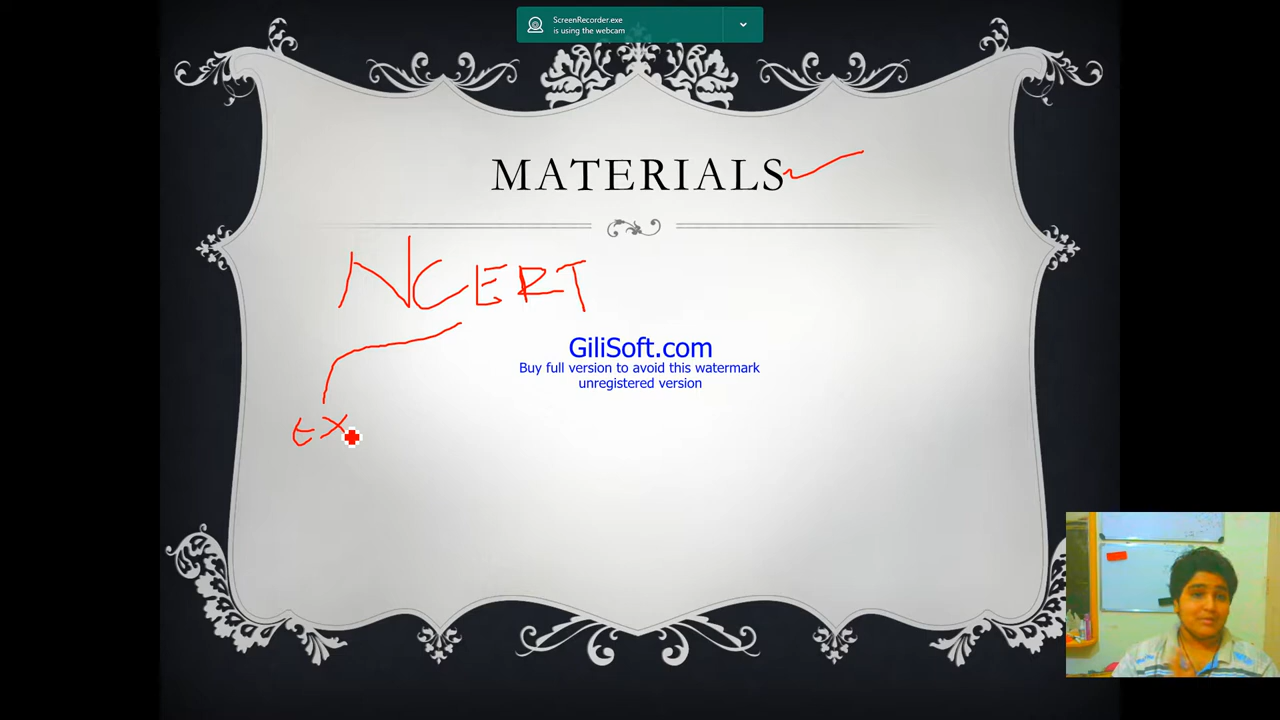 ScreenRecorder.exe
is using the webcam
MATERIALS
NCERT
GiliSoft.com
Buy full version to avoid this watermark
unregistered version
EX